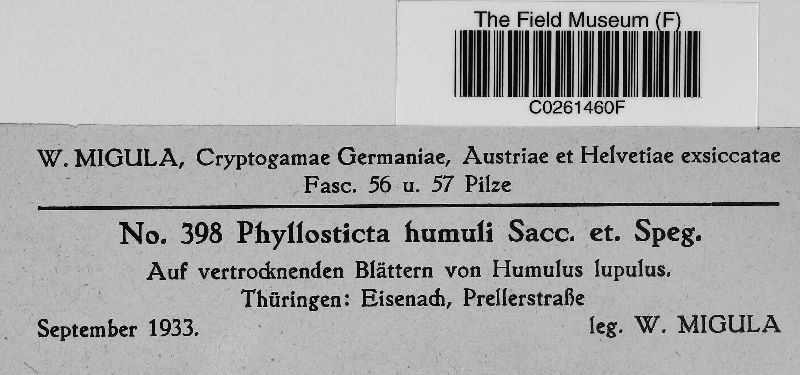 The Field Museum (F)
C0261460F
W. MIGULA, Cryptogamae Germaniae, Austriae et Helvetiae exsiccatae
Fasc. 56 u. 57 Pilze
No. 398 Phyllosticta humuli Sacc. et. Speg.
Auf vertrocknenden Blättern von Humulus lupulus.
Thüringen: Eisenach, Prellerstraße
September 1933. leg. W. MIGULA